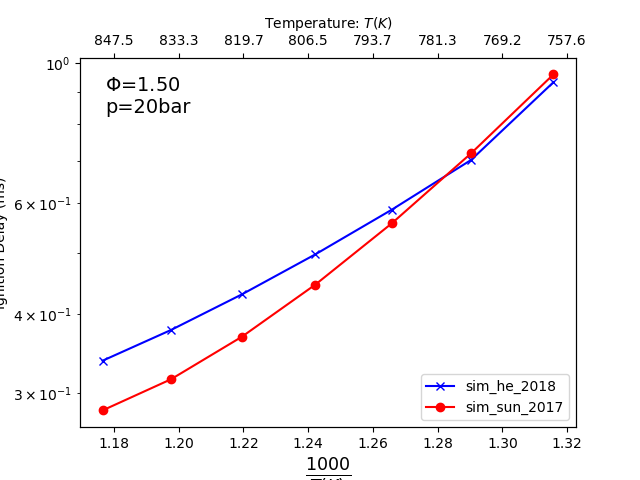 Temperature: T(K)
847.5 833.3 819.7 806.5 793.7 781.3 769.2 757.6
Φ=1.50
p=20bar
10⁰
6 × 10⁻¹
4 × 10⁻¹
3 × 10⁻¹
Ignition Delay (ms)
sim_he_2018
sim_sun_2017
1.18 1.20 1.22 1.24 1.26 1.28 1.30 1.32
1000
T(K)